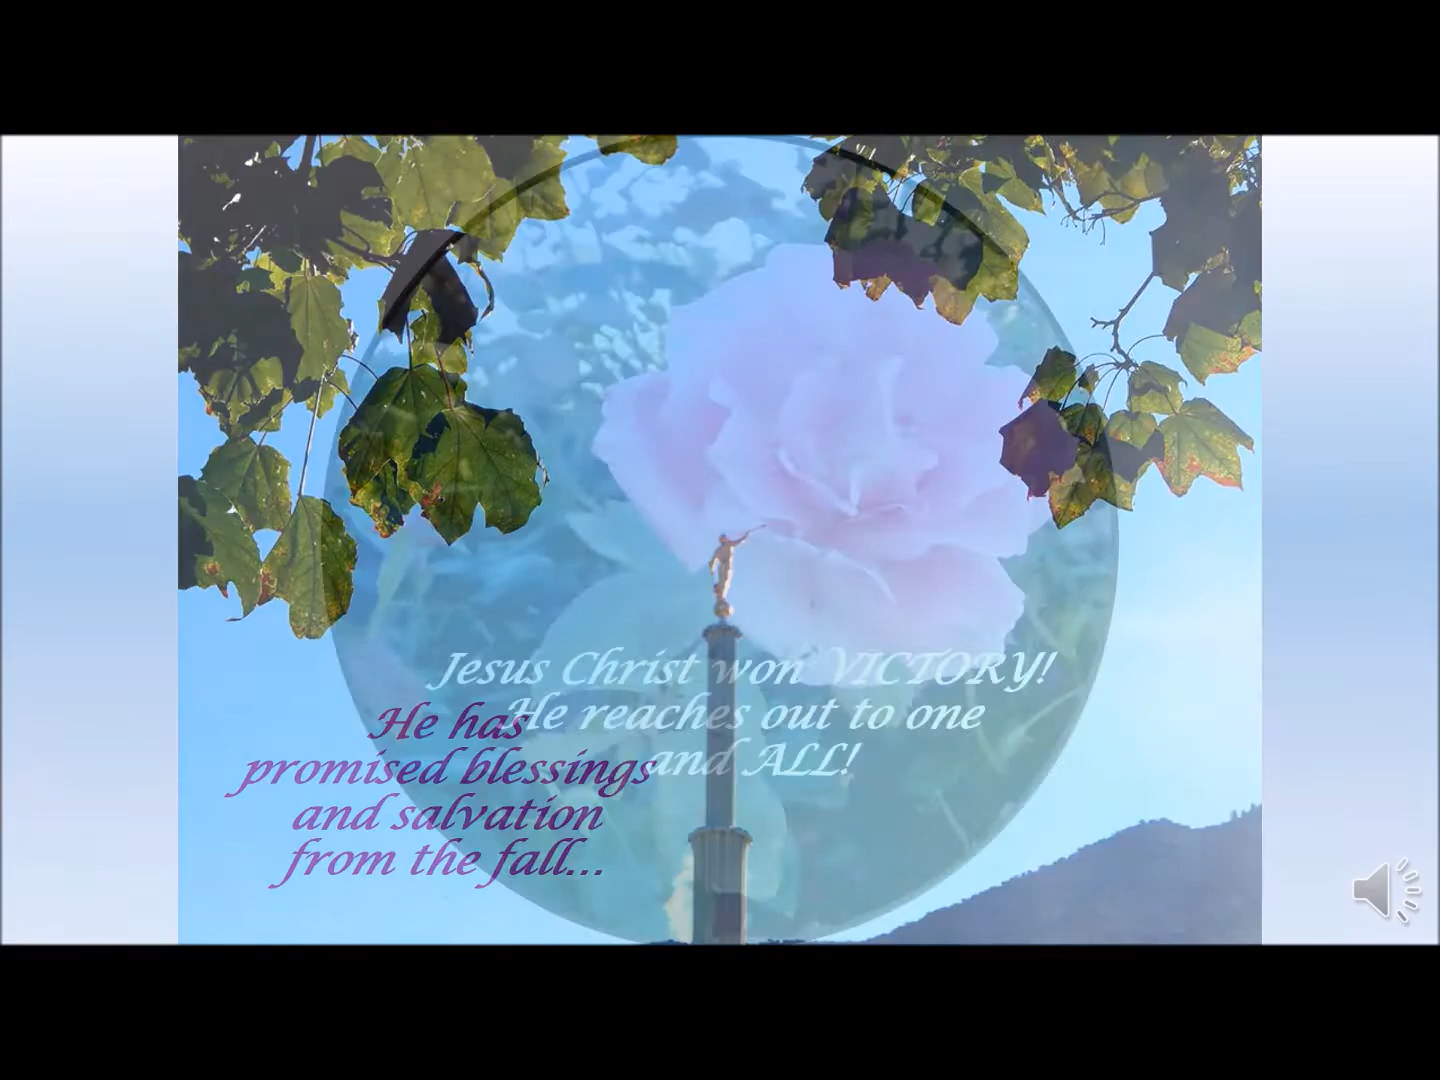 Jesus Christ won VICTORY!
He reaches out to one
and ALL!
He has
promised blessings
and salvation
from the fall...